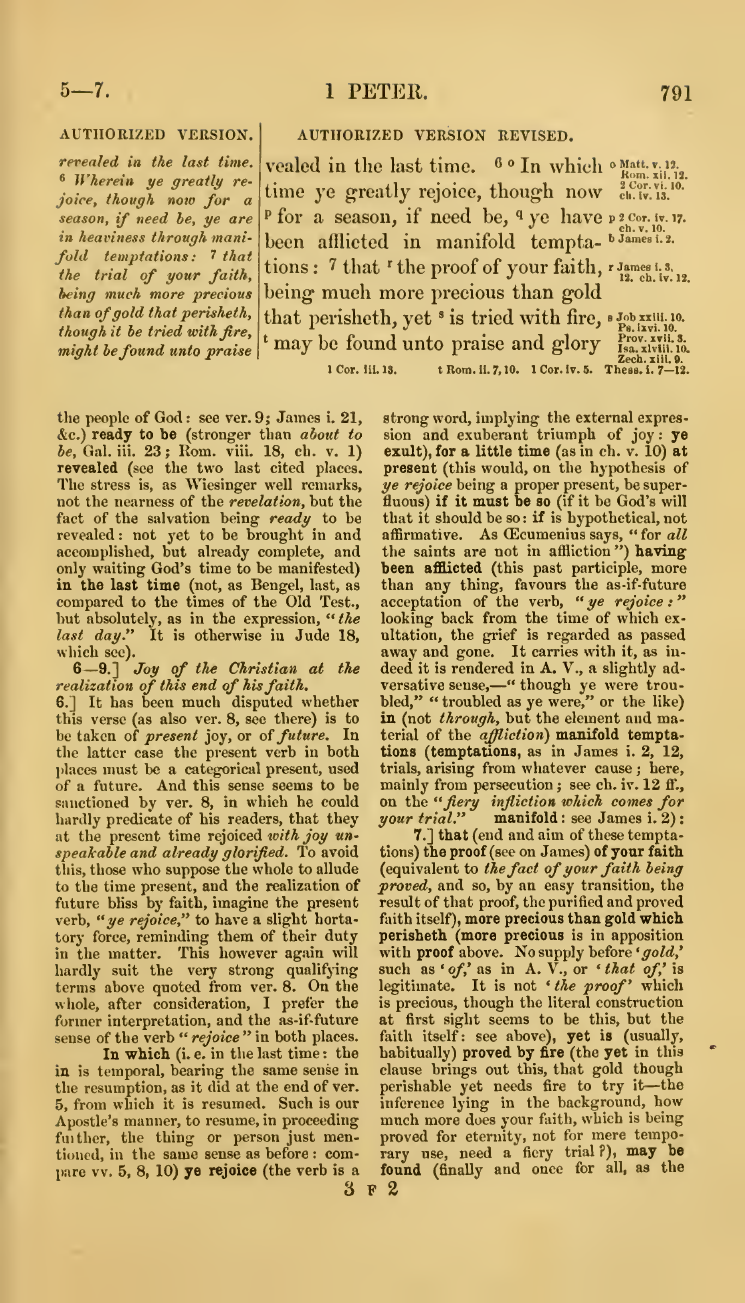 5—7.
1 PETER.
791
AUTHORIZED VERSION.
revealed in the last time.
6 Wherein ye greatly re-
joice, though now for a
season, if need be, ye are
in heaviness through mani-
fold temptations: 7 that
the trial of your faith,
being much more precious
than of gold that perisheth,
though it be tried with fire,
might be found unto praise
AUTHORIZED VERSION REVISED.
vealed in the last time. 6 o In which
time ye greatly rejoice, though now
p for a season, if need be, q ye have
been afflicted in manifold tempta-
tions: 7 that r the proof of your faith,
being much more precious than gold
that perisheth, yet s is tried with fire,
t may be found unto praise and glory
o Matt. v. 12.
Rom. xii. 12.
2 Cor. vi. 10.
ch. iv. 13.
p 2 Cor. iv. 17.
ch. v. 10.
b James i. 2.
r James i. 3,
12. ch. iv. 12.
s Job xxiii. 10.
Ps. lxvi. 10.
Prov. xvii. 3.
Isa. xlviii. 10.
Zech. xiii. 9.
1 Cor. iii. 13. t Rom. ii. 7, 10. 1 Cor. iv. 5. Thess. i. 7—12.
the people of God: see ver. 9; James i. 21,
&c.) ready to be (stronger than about to
be, Gal. iii. 23; Rom. viii. 18, ch. v. 1)
revealed (see the two last cited places.
The stress is, as Wiesinger well remarks,
not the nearness of the revelation, but the
fact of the salvation being ready to be
revealed: not yet to be brought in and
accomplished, but already complete, and
only waiting God's time to be manifested)
in the last time (not, as Bengel, last, as
compared to the times of the Old Test.,
but absolutely, as in the expression, "the
last day." It is otherwise in Jude 18,
which see).
6—9.] Joy of the Christian at the
realization of this end of his faith.
6.] It has been much disputed whether
this verse (as also ver. 8, see there) is to
be taken of present joy, or of future. In
the latter case the present verb in both
places must be a categorical present, used
of a future. And this sense seems to be
sanctioned by ver. 8, in which he could
hardly predicate of his readers, that they
at the present time rejoiced with joy un-
speakable and already glorified. To avoid
this, those who suppose the whole to allude
to the time present, and the realization of
future bliss by faith, imagine the present
verb, "ye rejoice," to have a slight horta-
tory force, reminding them of their duty
in the matter. This however again will
hardly suit the very strong qualifying
terms above quoted from ver. 8. On the
whole, after consideration, I prefer the
former interpretation, and the as-if-future
sense of the verb "rejoice" in both places.
In which (i. e. in the last time: the
in is temporal, bearing the same sense in
the resumption, as it did at the end of ver.
5, from which it is resumed. Such is our
Apostle's manner, to resume, in proceeding
further, the thing or person just men-
tioned, in the same sense as before: com-
pare vv. 5, 8, 10) ye rejoice (the verb is a
strong word, implying the external expres-
sion and exuberant triumph of joy: ye
exult), for a little time (as in ch. v. 10) at
present (this would, on the hypothesis of
ye rejoice being a proper present, be super-
fluous) if it must be so (if it be God's will
that it should be so: if is hypothetical, not
affirmative. As Œcumenius says, "for all
the saints are not in affliction") having
been afflicted (this past participle, more
than any thing, favours the as-if-future
acceptation of the verb, "ye rejoice:"
looking back from the time of which ex-
ultation, the grief is regarded as passed
away and gone. It carries with it, as in-
deed it is rendered in A. V., a slightly ad-
versative sense,—"though ye were trou-
bled," "troubled as ye were," or the like)
in (not through, but the element and ma-
terial of the affliction) manifold tempta-
tions (temptations, as in James i. 2, 12,
trials, arising from whatever cause; here,
mainly from persecution; see ch. iv. 12 ff.,
on the "fiery infliction which comes for
your trial." manifold: see James i. 2):
7.] that (end and aim of these tempta-
tions) the proof (see on James) of your faith
(equivalent to the fact of your faith being
proved, and so, by an easy transition, the
result of that proof, the purified and proved
faith itself), more precious than gold which
perisheth (more precious is in apposition
with proof above. No supply before 'gold,'
such as 'of,' as in A. V., or 'that of,' is
legitimate. It is not 'the proof' which
is precious, though the literal construction
at first sight seems to be this, but the
faith itself: see above), yet is (usually,
habitually) proved by fire (the yet in this
clause brings out this, that gold though
perishable yet needs fire to try it—the
inference lying in the background, how
much more does your faith, which is being
proved for eternity, not for mere tempo-
rary use, need a fiery trial?), may be
found (finally and once for all, as the
3 F 2